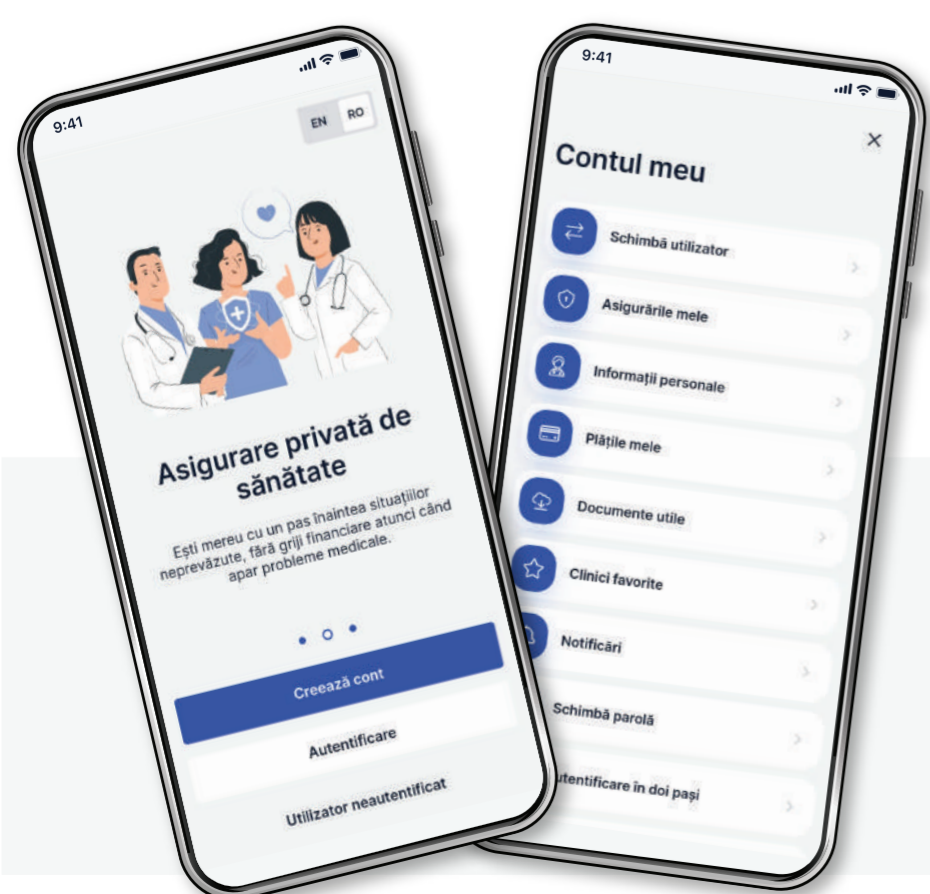 9:41
EN RO
Asigurare privată de
sănătate
Ești mereu cu un pas înaintea situațiilor
neprevăzute, fără griji financiare atunci când
apar probleme medicale.
Creează cont
Autentificare
Utilizator neautentificat
9:41
Contul meu
Schimbă utilizator
Asigurările mele
Informații personale
Plățile mele
Documente utile
Clinici favorite
Notificări
Schimbă parolă
utentificare în doi pași